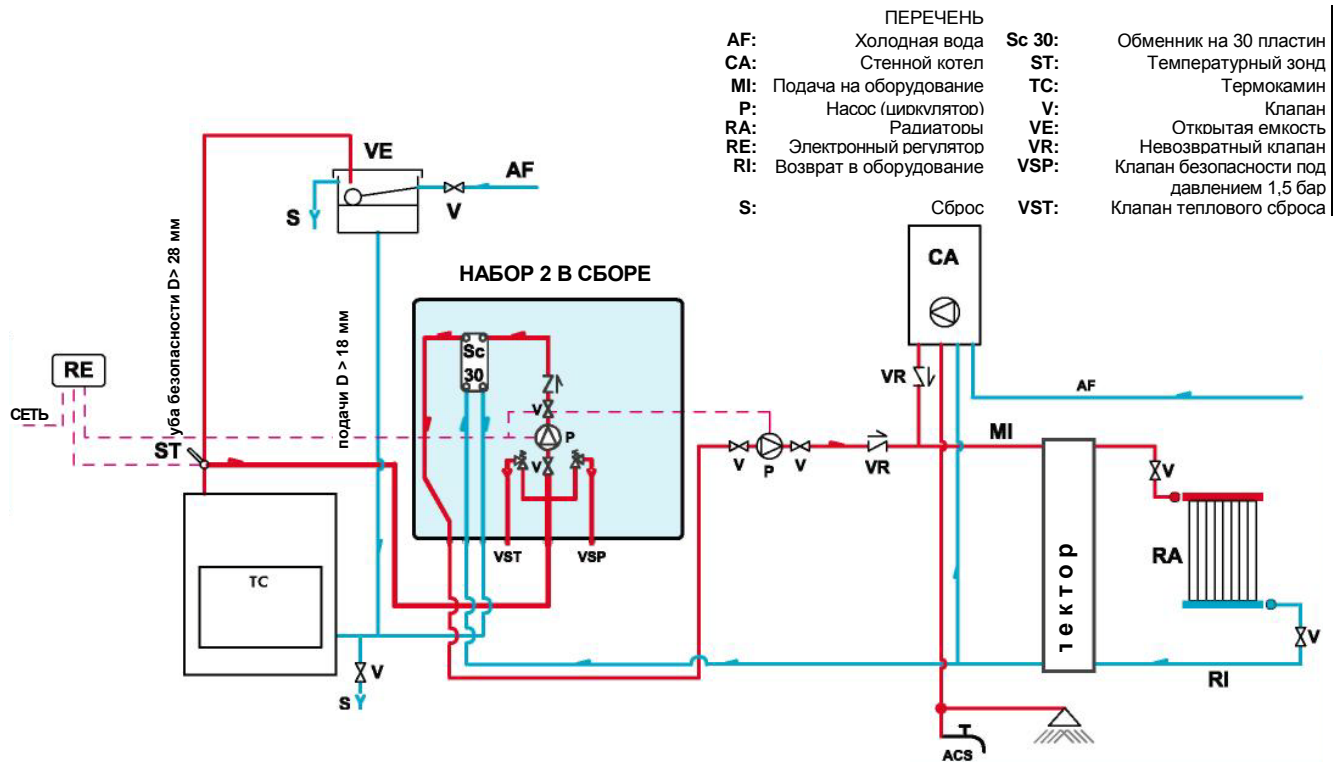 ПЕРЕЧЕНЬ
AF: Холодная вода Sc 30: Обменник на 30 пластин
CA: Стенной котел ST: Температурный зонд
MI: Подача на оборудование TC: Термокамин
P: Насос (циркулятор) V: Клапан
RA: Радиаторы VE: Открытая емкость
RE: Электронный регулятор VR: Невозвратный клапан
RI: Возврат в оборудование VSP: Клапан безопасности под
давлением 1,5 бар
S: Сброс VST: Клапан теплового сброса
VE
AF
S
V
уба безопасности D> 28 мм
подачи D > 18 мм
НАБОР 2 В СБОРЕ
CA
Sc
30
RE
СЕТЬ
ST
V
P
V
VST
VSP
VR
AF
MI
V
P
V
VR
V
RA
лектор
TC
V
S
V
RI
ACS